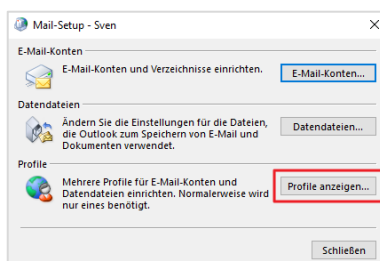 Mail-Setup - Sven
E-Mail-Konten
E-Mail-Konten und Verzeichnisse einrichten.
E-Mail-Konten...
Datendateien
Ändern Sie die Einstellungen für die Dateien,
die Outlook zum Speichern von E-Mail und
Dokumenten verwendet.
Datendateien...
Profile
Mehrere Profile für E-Mail-Konten und
Datendateien einrichten. Normalerweise wird
nur eines benötigt.
Profile anzeigen...
Schließen